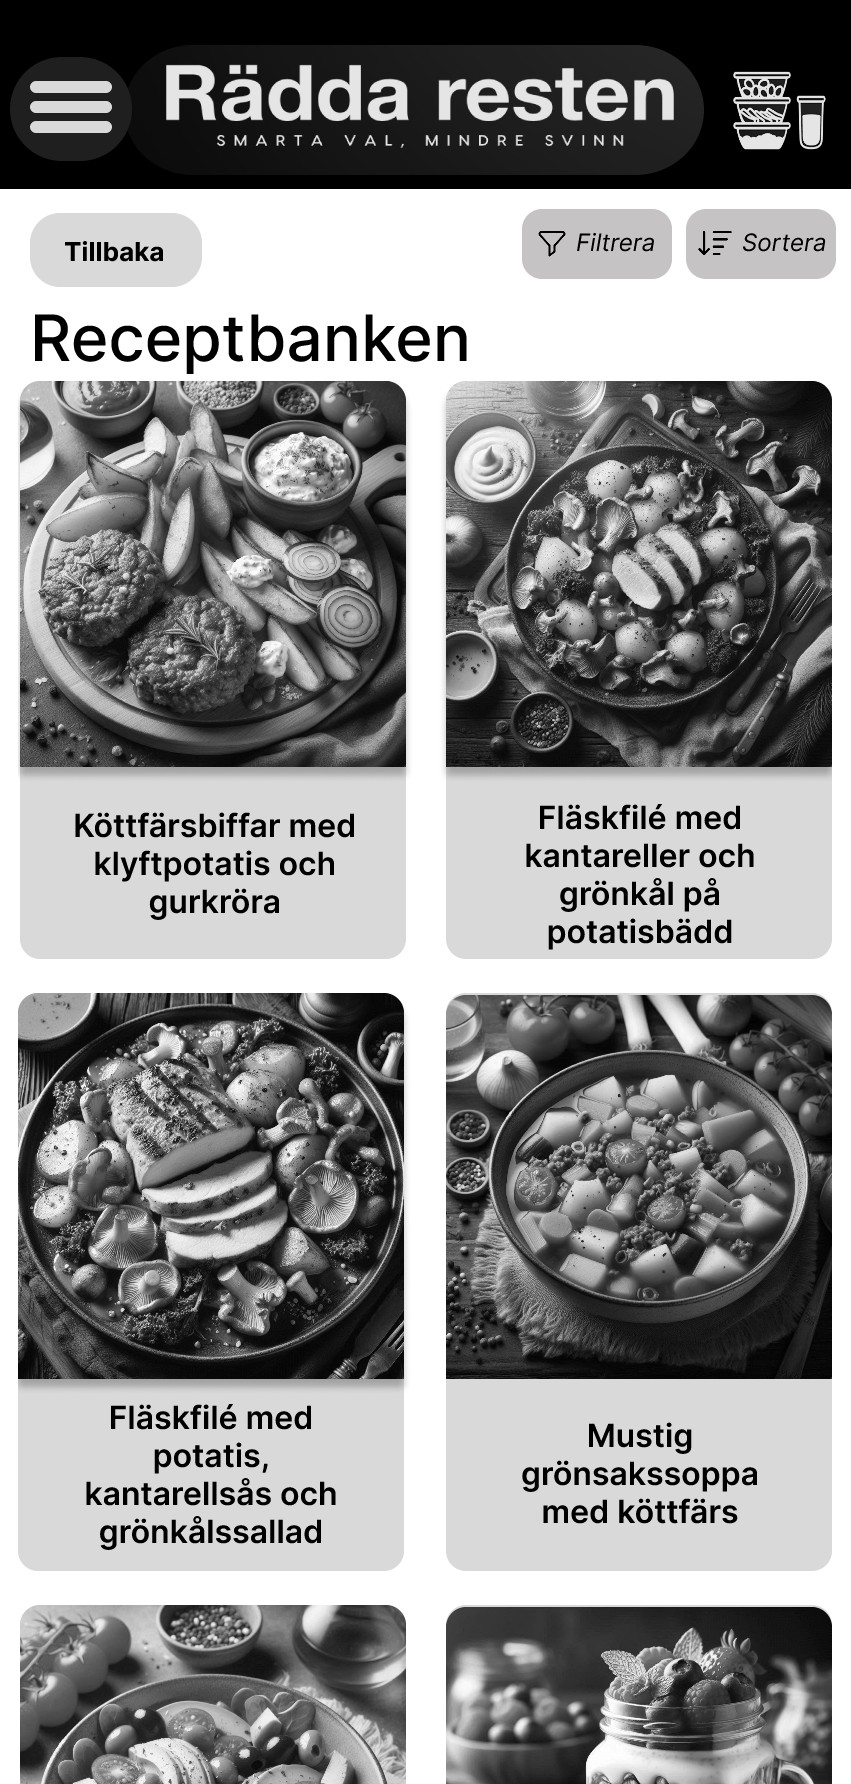 Rädda resten
SMARTA VAL, MINDRE SVINN
Tillbaka
Filtrera
Sortera
Receptbanken
Köttfärsbiffar med
klyftpotatis och
gurkröra
Fläskfilé med
kantareller och
grönkål på
potatisbädd
Fläskfilé med
potatis,
kantarellsås och
grönkålssallad
Mustig
grönsakssoppa
med köttfärs